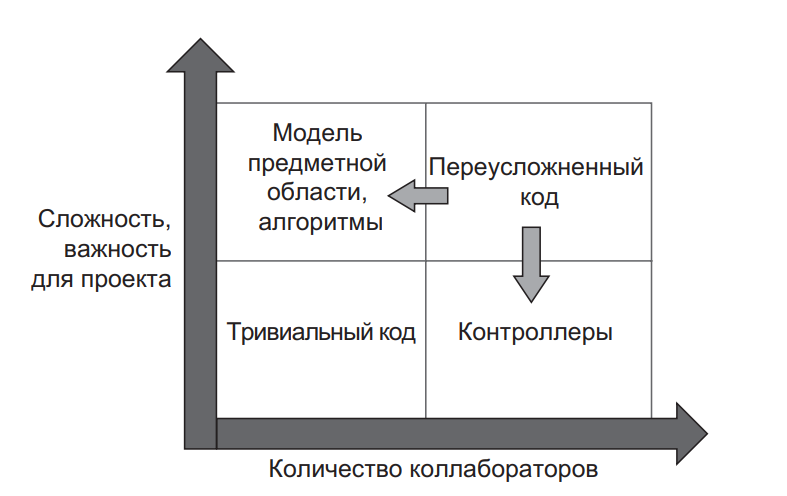 Модель
предметной
области,
алгоритмы
Переусложненный
код
Сложность,
важность
для проекта
Тривиальный код
Контроллеры
Количество коллабораторов